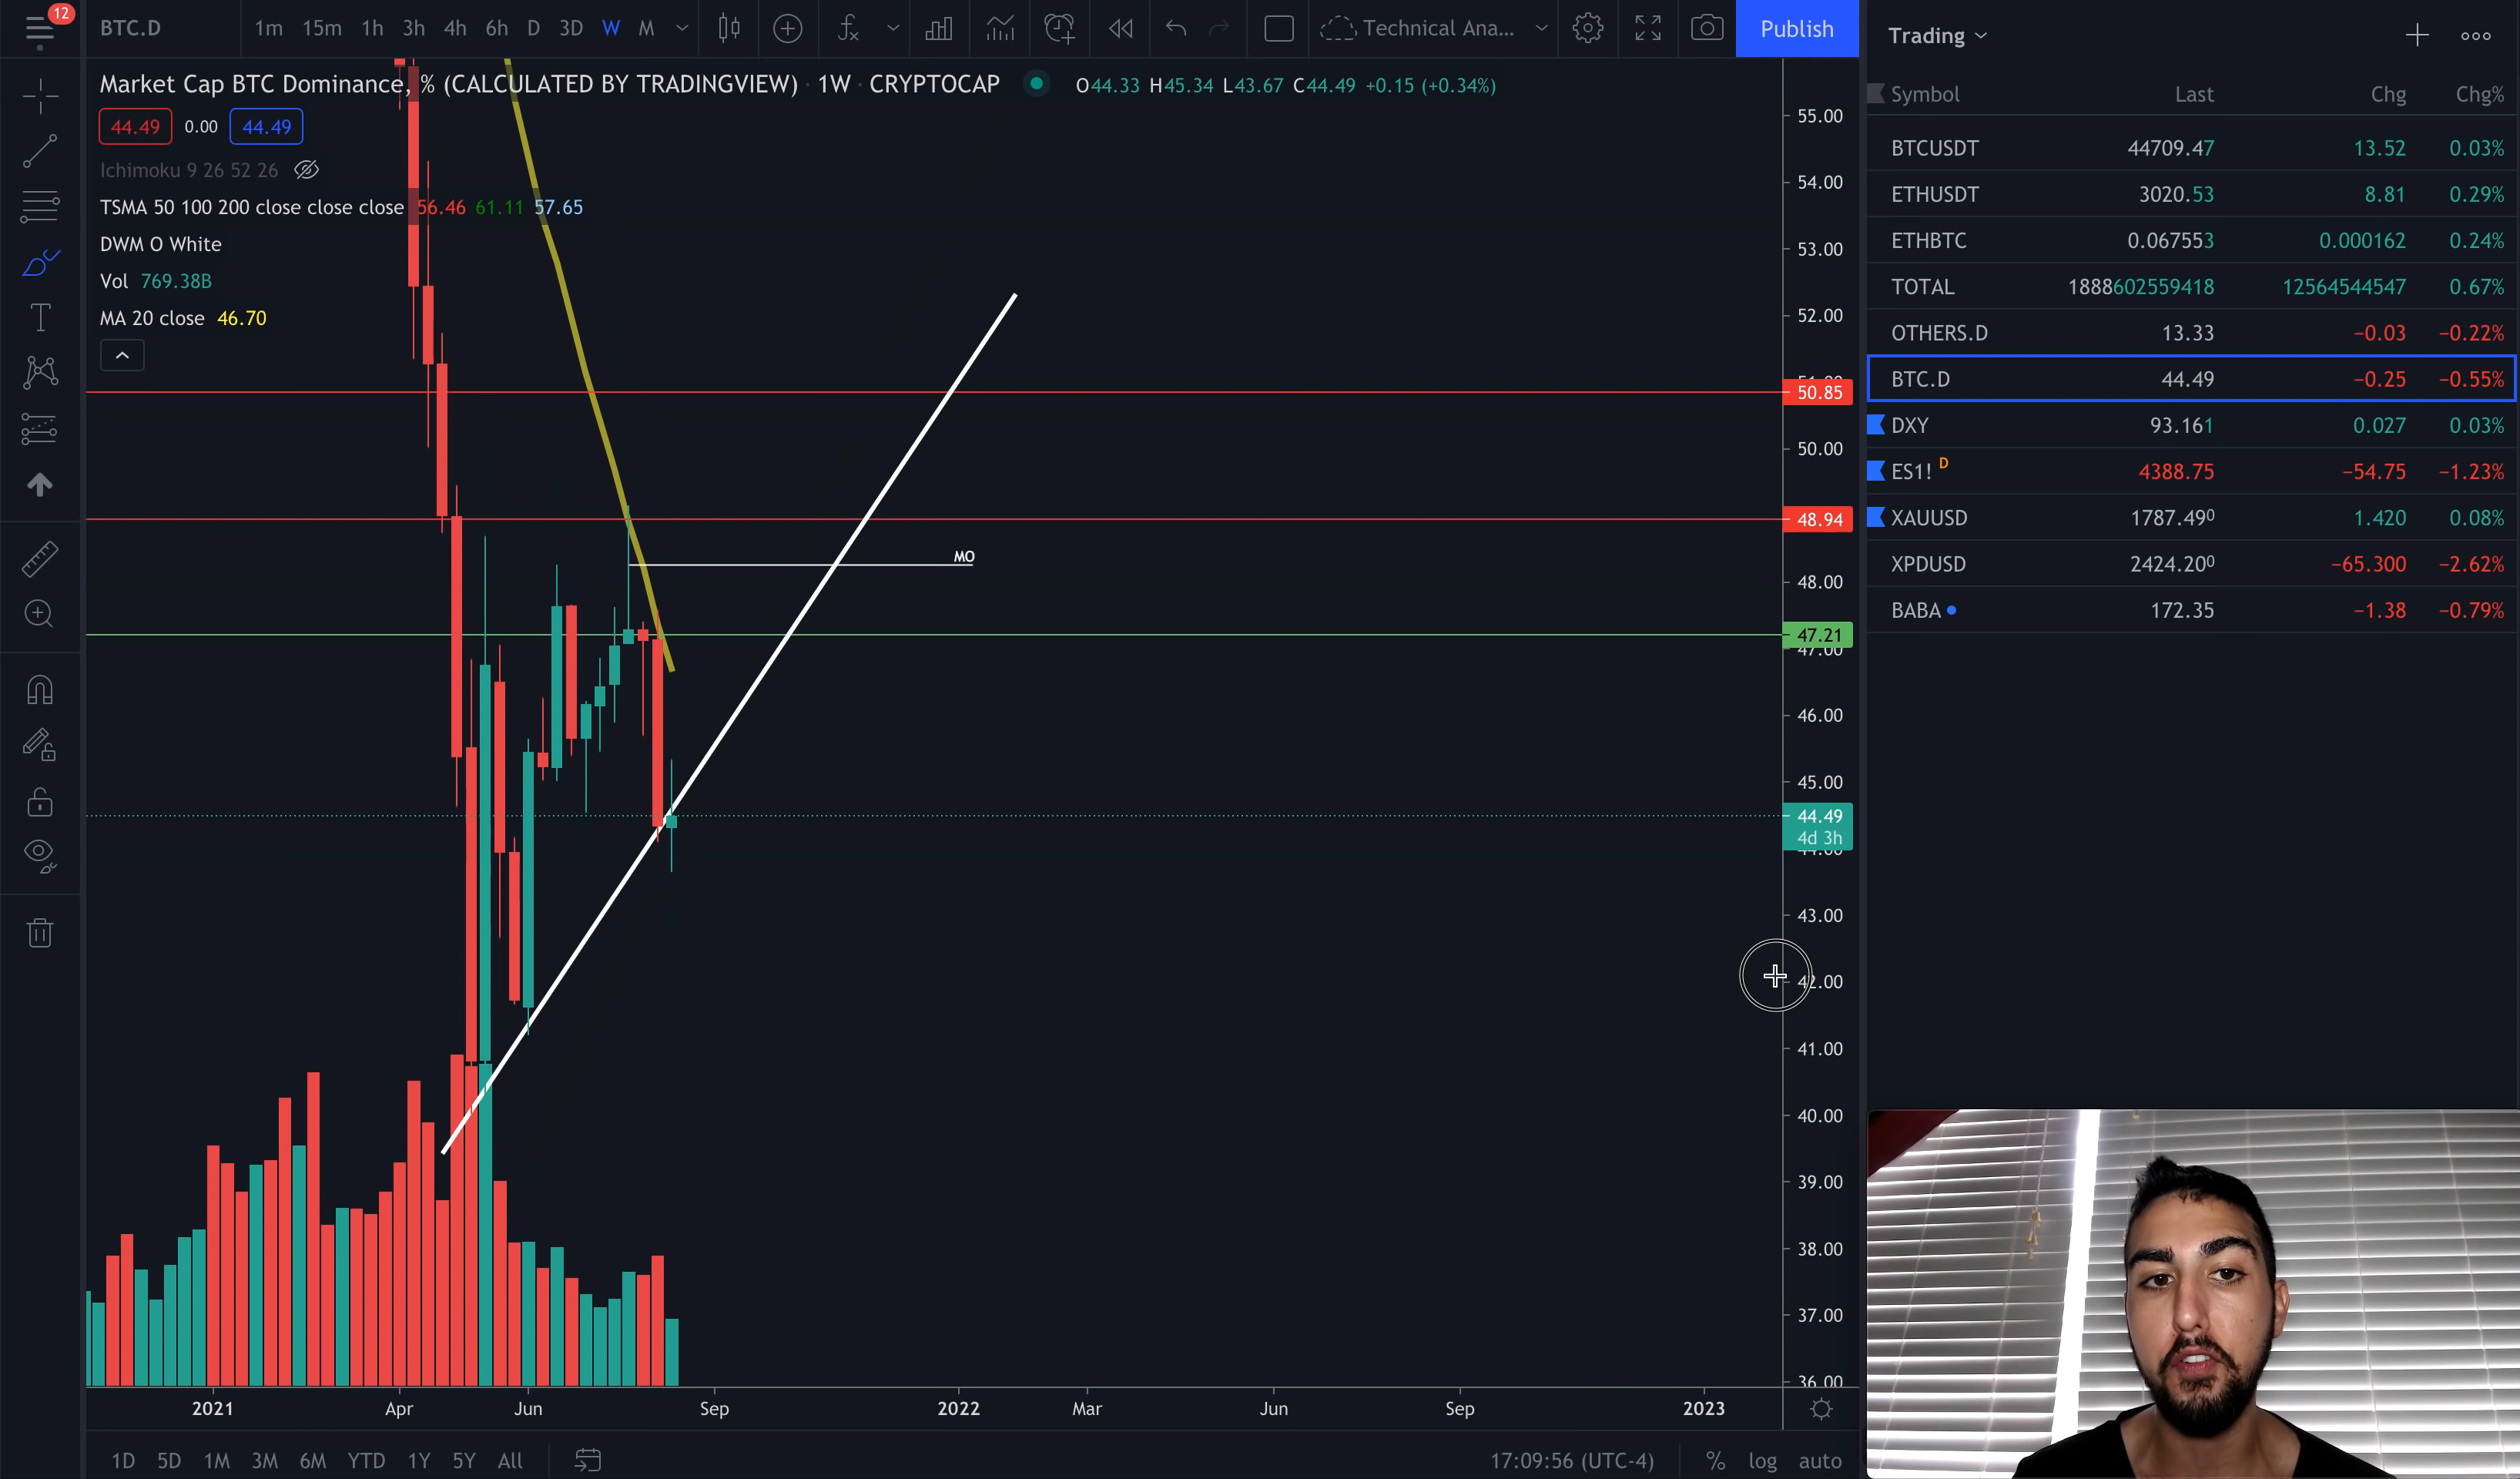 12
BTC.D 1m 15m 1h 3h 4h 6h D 3D W M Technical Ana... Publish
Market Cap BTC Dominance, % (CALCULATED BY TRADINGVIEW) · 1W · CRYPTOCAP O44.33 H45.34 L43.67 C44.49 +0.15 (+0.34%)
44.49 0.00 44.49
Ichimoku 9 26 52 26
TSMA 50 100 200 close close close 56.46 61.11 57.65
DWM O White
Vol 769.38B
MA 20 close 46.70
MO
55.00
54.00
53.00
52.00
50.85
50.00
48.94
48.00
47.21
47.00
46.00
45.00
44.49
4d 3h
43.00
42.00
41.00
40.00
39.00
38.00
37.00
36.00
2021 Apr Jun Sep 2022 Mar Jun Sep 2023
1D 5D 1M 3M 6M YTD 1Y 5Y All 17:09:56 (UTC-4) % log auto
Trading
Symbol Last Chg Chg%
BTCUSDT 44709.47 13.52 0.03%
ETHUSDT 3020.53 8.81 0.29%
ETHBTC 0.067553 0.000162 0.24%
TOTAL 1888602559418 12564544547 0.67%
OTHERS.D 13.33 −0.03 −0.22%
BTC.D 44.49 −0.25 −0.55%
DXY 93.161 0.027 0.03%
ES1! D 4388.75 −54.75 −1.23%
XAUUSD 1787.49⁰ 1.420 0.08%
XPDUSD 2424.20⁰ −65.300 −2.62%
BABA 172.35 −1.38 −0.79%